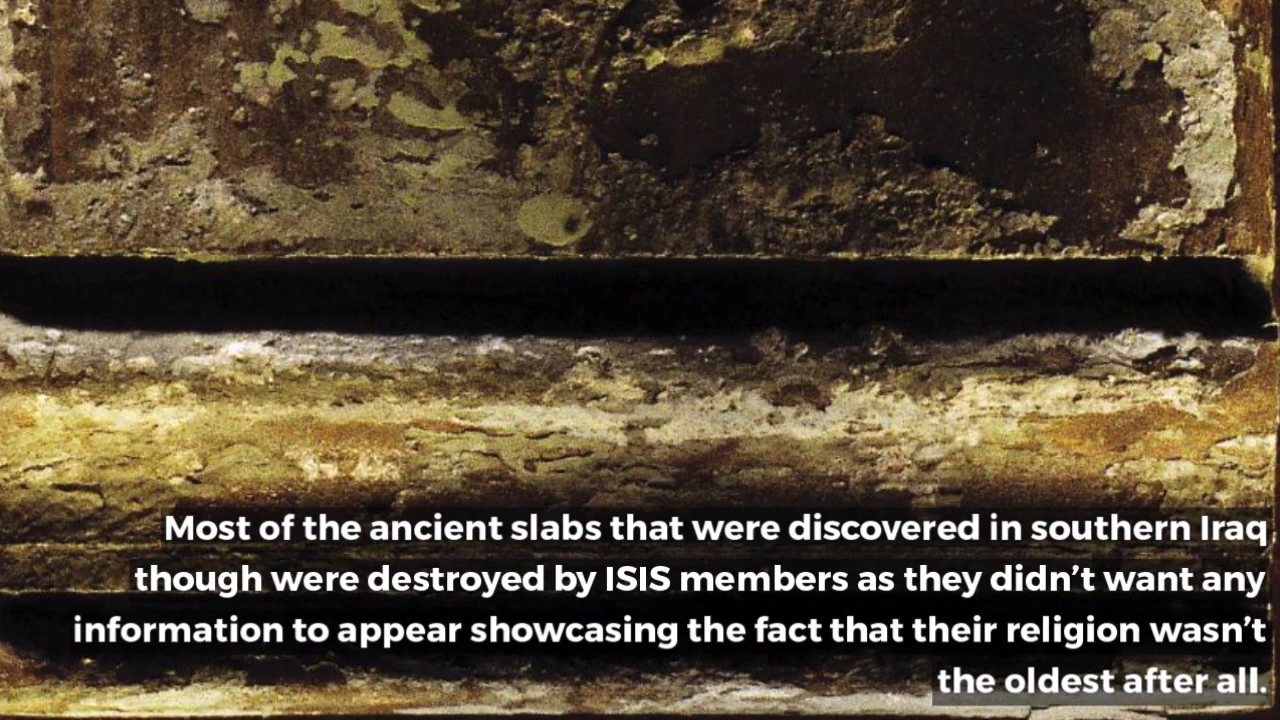 Most of the ancient slabs that were discovered in southern Iraq
though were destroyed by ISIS members as they didn’t want any
information to appear showcasing the fact that their religion wasn’t
the oldest after all.